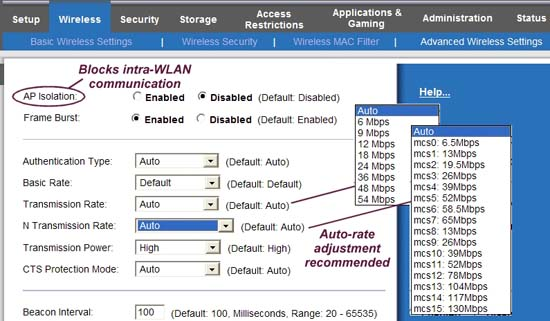 Setup Wireless Security Storage Access Restrictions Applications & Gaming Administration Status
Basic Wireless Settings | Wireless Security | Wireless MAC Filter | Advanced Wireless Settings
Blocks intra-WLAN
communication
AP Isolation: Enabled Disabled (Default: Disabled)
Frame Burst: Enabled Disabled (Default: Enabled)
Authentication Type: Auto (Default: Auto)
Basic Rate: Default (Default: Default)
Transmission Rate: Auto (Default: Auto)
N Transmission Rate: Auto (Default: Auto)
Transmission Power: High (Default: High)
CTS Protection Mode: Auto (Default: Auto)
Beacon Interval: 100 (Default: 100, Milliseconds, Range: 20 - 65535)
Auto-rate
adjustment
recommended
Help...
Auto
6 Mbps
9 Mbps
12 Mbps
18 Mbps
24 Mbps
36 Mbps
48 Mbps
54 Mbps
Auto
mcs0: 6.5Mbps
mcs1: 13Mbps
mcs2: 19.5Mbps
mcs3: 26Mbps
mcs4: 39Mbps
mcs5: 52Mbps
mcs6: 58.5Mbps
mcs7: 65Mbps
mcs8: 13Mbps
mcs9: 26Mbps
mcs10: 39Mbps
mcs11: 52Mbps
mcs12: 78Mbps
mcs13: 104Mbps
mcs14: 117Mbps
mcs15: 130Mbps